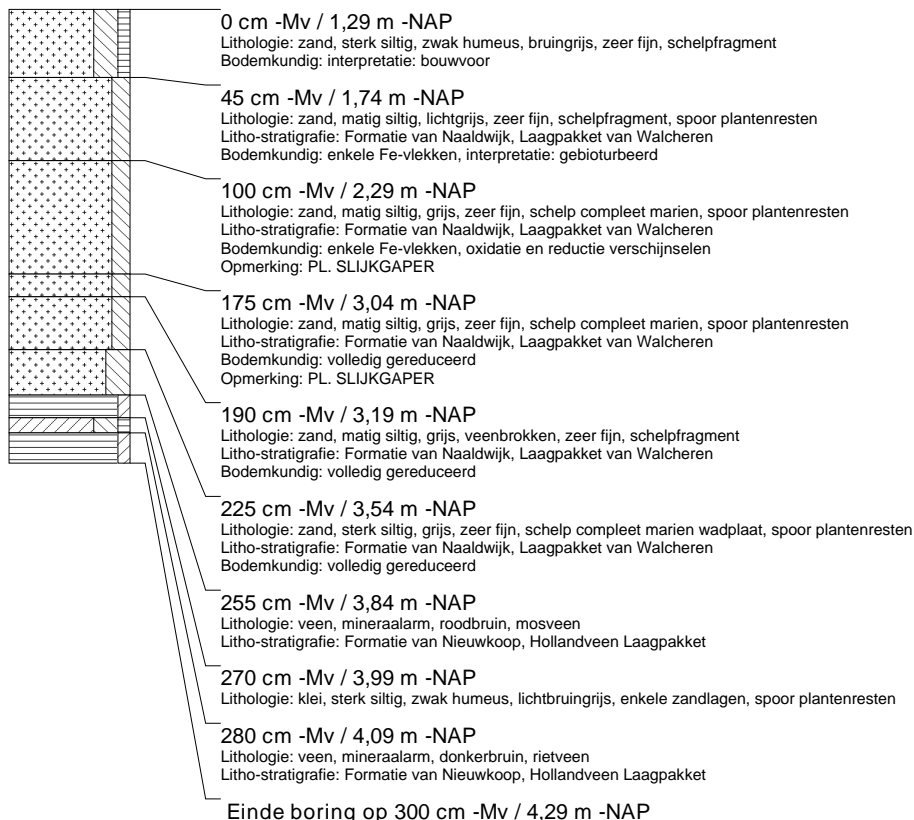 0 cm -Mv / 1,29 m -NAP
Lithologie: zand, sterk siltig, zwak humeus, bruingrijs, zeer fijn, schelpfragment
Bodemkundig: interpretatie: bouwvoor
45 cm -Mv / 1,74 m -NAP
Lithologie: zand, matig siltig, lichtgrijs, zeer fijn, schelpfragment, spoor plantenresten
Litho-stratigrafie: Formatie van Naaldwijk, Laagpakket van Walcheren
Bodemkundig: enkele Fe-vlekken, interpretatie: gebioturbeerd
100 cm -Mv / 2,29 m -NAP
Lithologie: zand, matig siltig, grijs, zeer fijn, schelp compleet marien, spoor plantenresten
Litho-stratigrafie: Formatie van Naaldwijk, Laagpakket van Walcheren
Bodemkundig: enkele Fe-vlekken, oxidatie en reductie verschijnselen
Opmerking: PL. SLIJKGAPER
175 cm -Mv / 3,04 m -NAP
Lithologie: zand, matig siltig, grijs, zeer fijn, schelp compleet marien, spoor plantenresten
Litho-stratigrafie: Formatie van Naaldwijk, Laagpakket van Walcheren
Bodemkundig: volledig gereduceerd
Opmerking: PL. SLIJKGAPER
190 cm -Mv / 3,19 m -NAP
Lithologie: zand, matig siltig, grijs, veenbrokken, zeer fijn, schelpfragment
Litho-stratigrafie: Formatie van Naaldwijk, Laagpakket van Walcheren
Bodemkundig: volledig gereduceerd
225 cm -Mv / 3,54 m -NAP
Lithologie: zand, sterk siltig, grijs, zeer fijn, schelp compleet marien wadplaat, spoor plantenresten
Litho-stratigrafie: Formatie van Naaldwijk, Laagpakket van Walcheren
Bodemkundig: volledig gereduceerd
255 cm -Mv / 3,84 m -NAP
Lithologie: veen, mineraalarm, roodbruin, mosveen
Litho-stratigrafie: Formatie van Nieuwkoop, Hollandveen Laagpakket
270 cm -Mv / 3,99 m -NAP
Lithologie: klei, sterk siltig, zwak humeus, lichtbruingrijs, enkele zandlagen, spoor plantenresten
280 cm -Mv / 4,09 m -NAP
Lithologie: veen, mineraalarm, donkerbruin, rietveen
Litho-stratigrafie: Formatie van Nieuwkoop, Hollandveen Laagpakket
Einde boring op 300 cm -Mv / 4,29 m -NAP